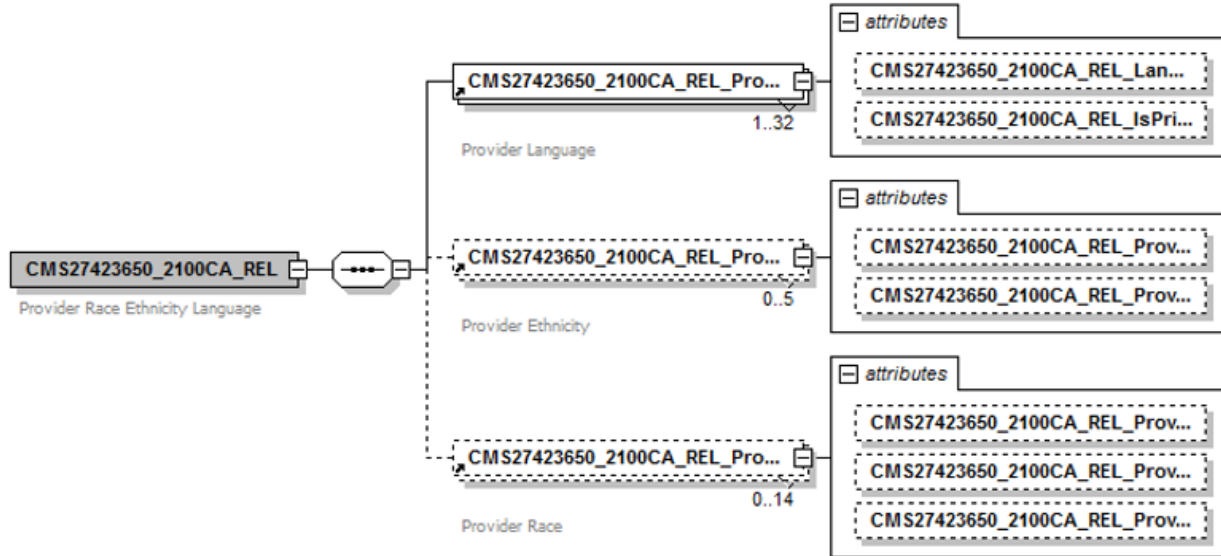 attributes
CMS27423650_2100CA_REL_Pro...
CMS27423650_2100CA_REL_Lan...
CMS27423650_2100CA_REL_IsPri...
1..32
Provider Language
attributes
CMS27423650_2100CA_REL
Provider Race Ethnicity Language
CMS27423650_2100CA_REL_Pro...
CMS27423650_2100CA_REL_Prov...
CMS27423650_2100CA_REL_Prov...
0..5
Provider Ethnicity
attributes
CMS27423650_2100CA_REL_Pro...
CMS27423650_2100CA_REL_Prov...
CMS27423650_2100CA_REL_Prov...
CMS27423650_2100CA_REL_Prov...
0..14
Provider Race